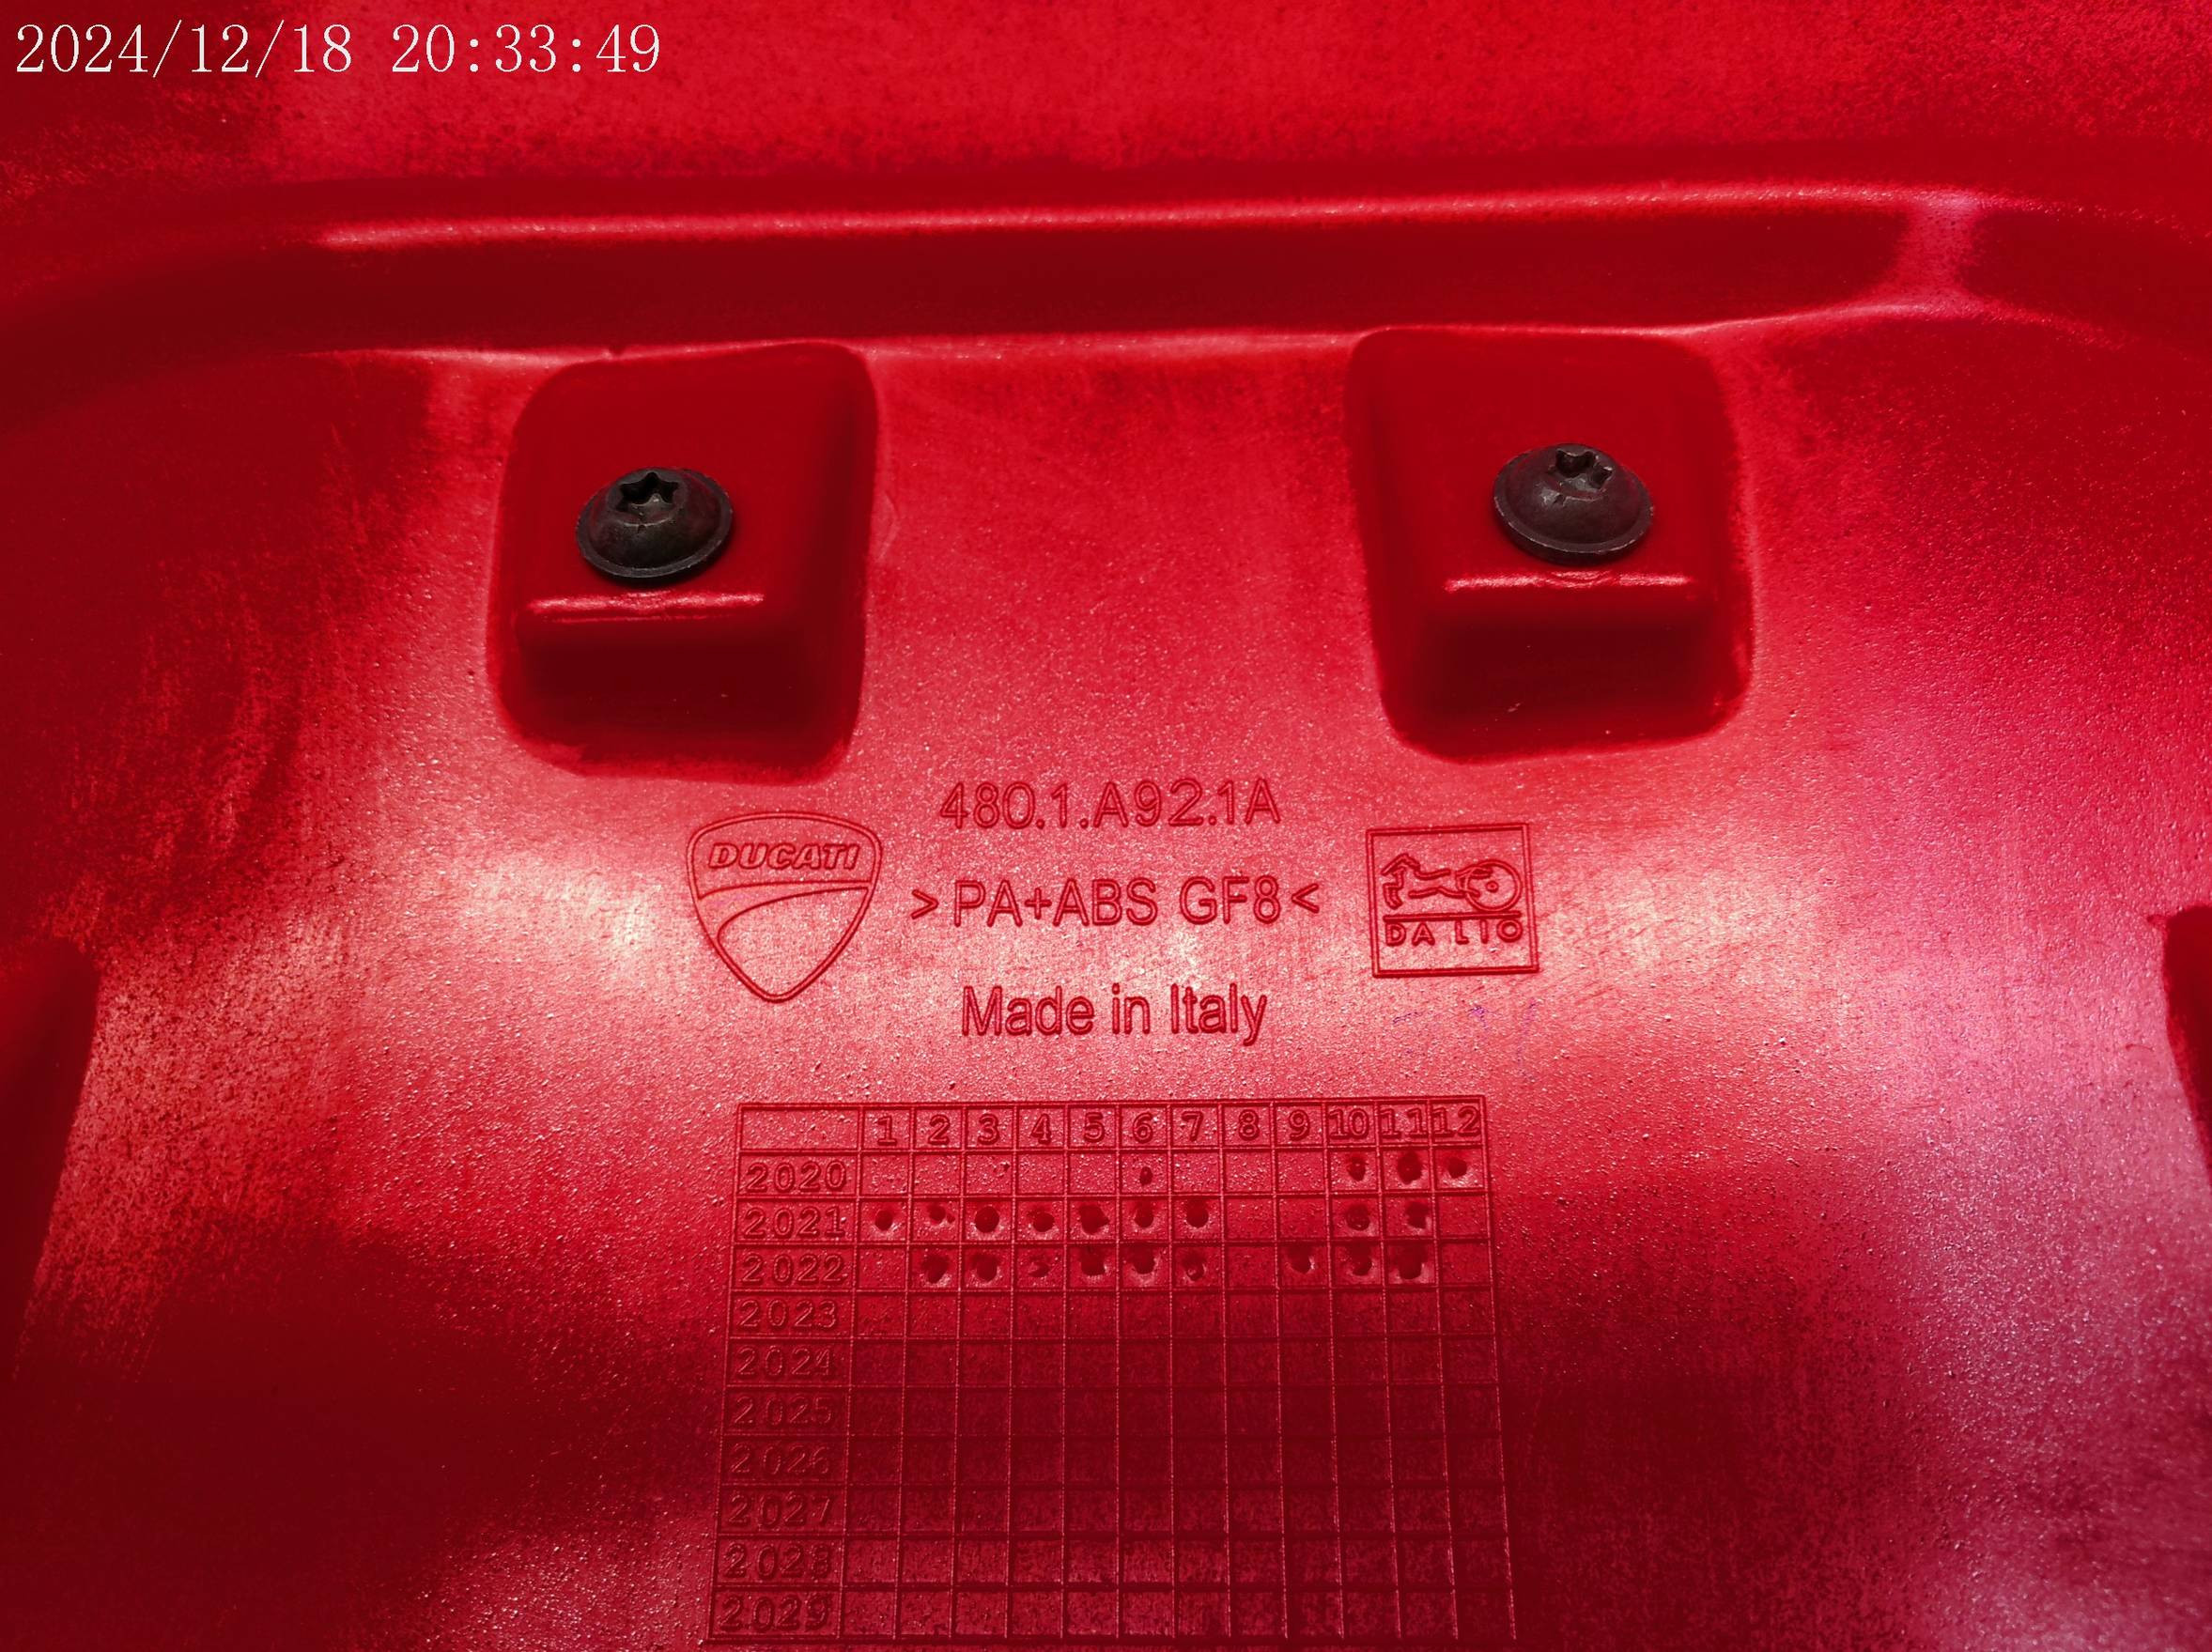 2024/12/18 20:33:49
480.1.A92.1A
DUCATI
>PA+ABS GF8<
DA LIO
Made in Italy
1 2 3 4 5 6 7 8 9 10 11 12
2020
2021
2022
2023
2024
2025
2026
2027
2028
2029